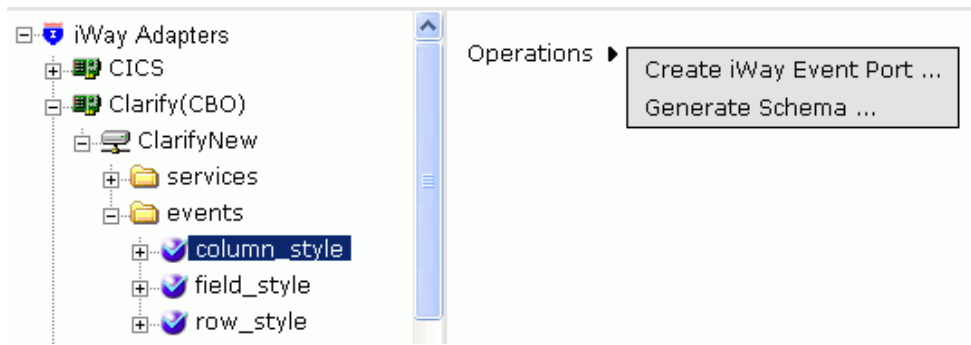 iWay Adapters
CICS
Clarify(CBO)
ClarifyNew
services
events
column_style
field_style
row_style
Operations
Create iWay Event Port ...
Generate Schema ...